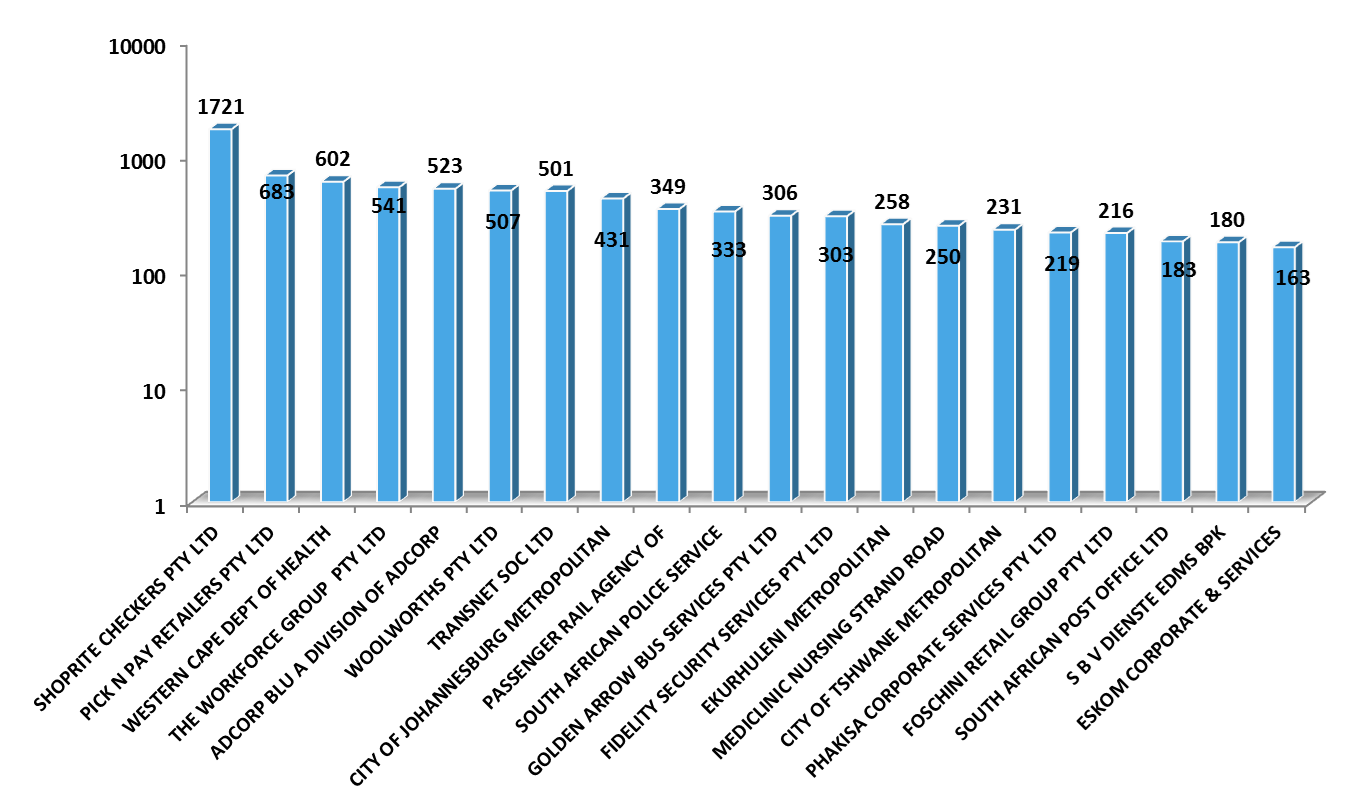 10000
1000
100
10
1
1721
683
602
541
523
507
501
431
349
333
306
303
258
250
231
219
216
183
180
163
SHOPRITE CHECKERS PTY LTD
PICK N PAY RETAILERS PTY LTD
WESTERN CAPE DEPT OF HEALTH
THE WORKFORCE GROUP  PTY LTD
ADCORP BLU A DIVISION OF ADCORP
WOOLWORTHS PTY LTD
TRANSNET SOC LTD
CITY OF JOHANNESBURG METROPOLITAN
PASSENGER RAIL AGENCY OF
SOUTH AFRICAN POLICE SERVICE
GOLDEN ARROW BUS SERVICES PTY LTD
FIDELITY SECURITY SERVICES PTY LTD
EKURHULENI METROPOLITAN
MEDICLINC NURSING STRAND ROAD
CITY OF TSHWANE METROPOLITAN
PHAKISA CORPORATE SERVICES PTY LTD
FOSCHINI RETAIL GROUP PTY LTD
SOUTH AFRICAN POST OFFICE LTD
S B V DIENSTE EDMS BPK
ESKOM CORPORATE & SERVICES